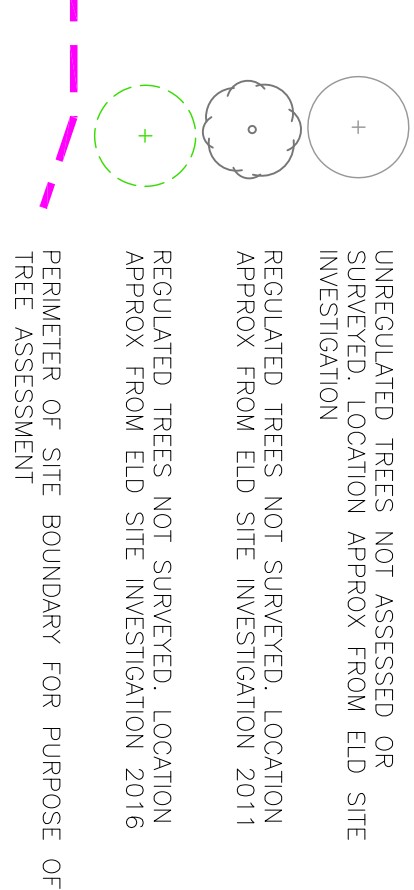 UNREGULATED TREES NOT ASSESSED OR
SURVEYED. LOCATION APPROX FROM ELD SITE
INVESTIGATION
REGULATED TREES NOT SURVEYED. LOCATION
APPROX FROM ELD SITE INVESTIGATION 2011
REGULATED TREES NOT SURVEYED. LOCATION
APPROX FROM ELD SITE INVESTIGATION 2016
PERIMETER OF SITE BOUNDARY FOR PURPOSE OF
TREE ASSESSMENT